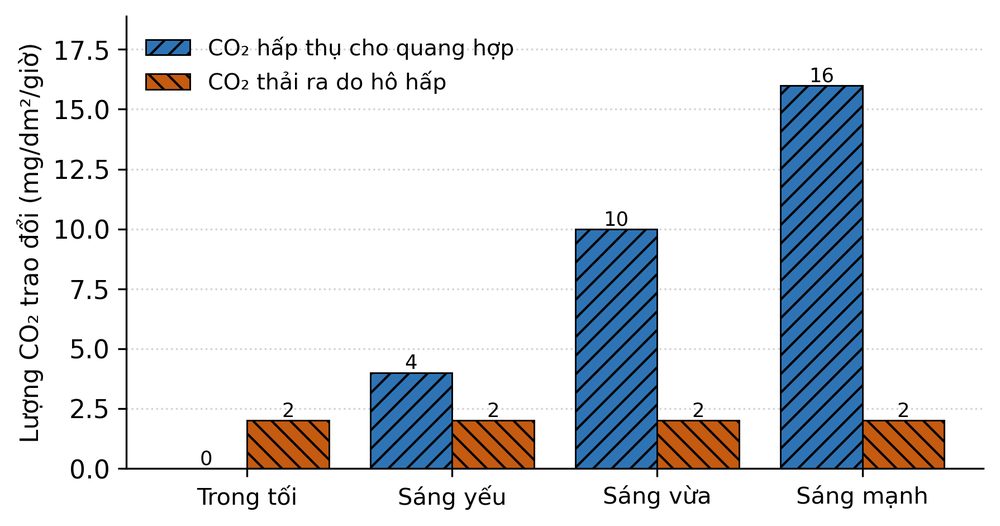 Lượng CO₂ trao đổi (mg/dm²/giờ)
17.5
15.0
12.5
10.0
7.5
5.0
2.5
0.0
CO₂ hấp thụ cho quang hợp
CO₂ thải ra do hô hấp
0
2
4
2
10
2
16
2
Trong tối
Sáng yếu
Sáng vừa
Sáng mạnh